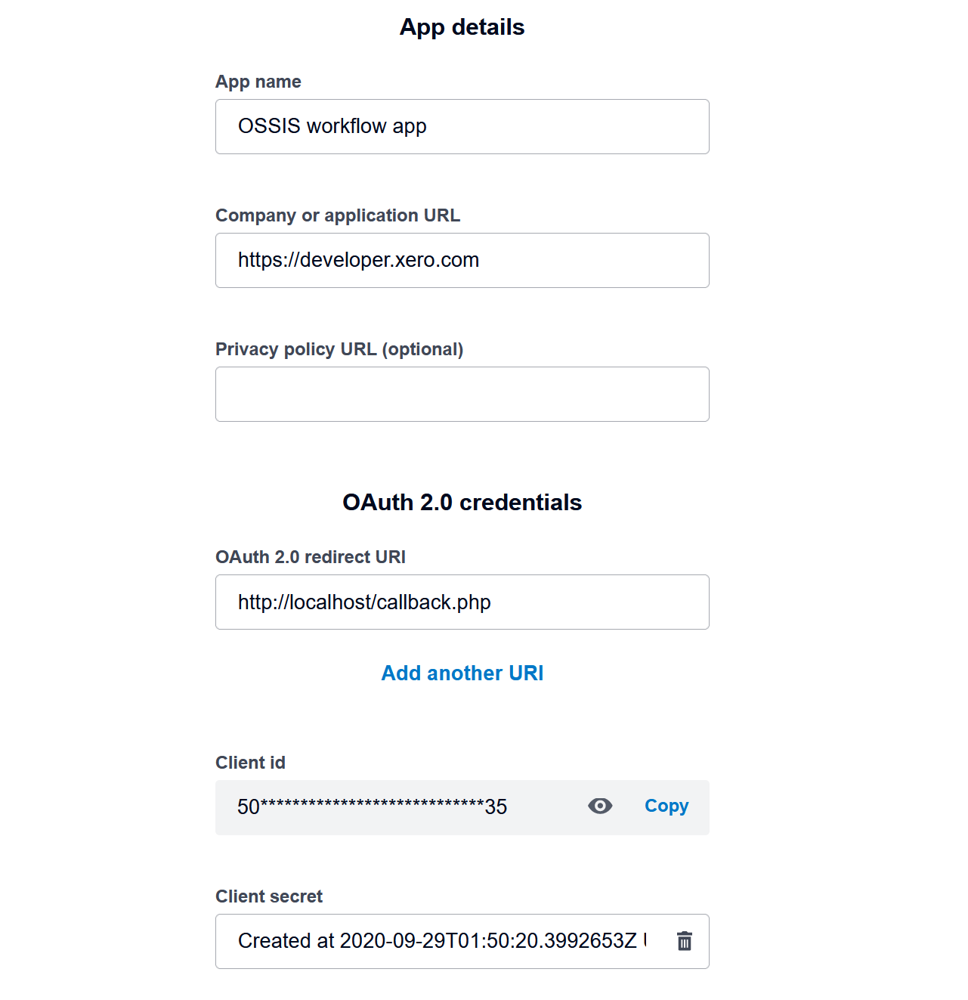 App details
App name
OSSIS workflow app
Company or application URL
https://developer.xero.com
Privacy policy URL (optional)
OAuth 2.0 credentials
OAuth 2.0 redirect URI
http://localhost/callback.php
Add another URI
Client id
50****************************35 Copy
Client secret
Created at 2020-09-29T01:50:20.3992653Z